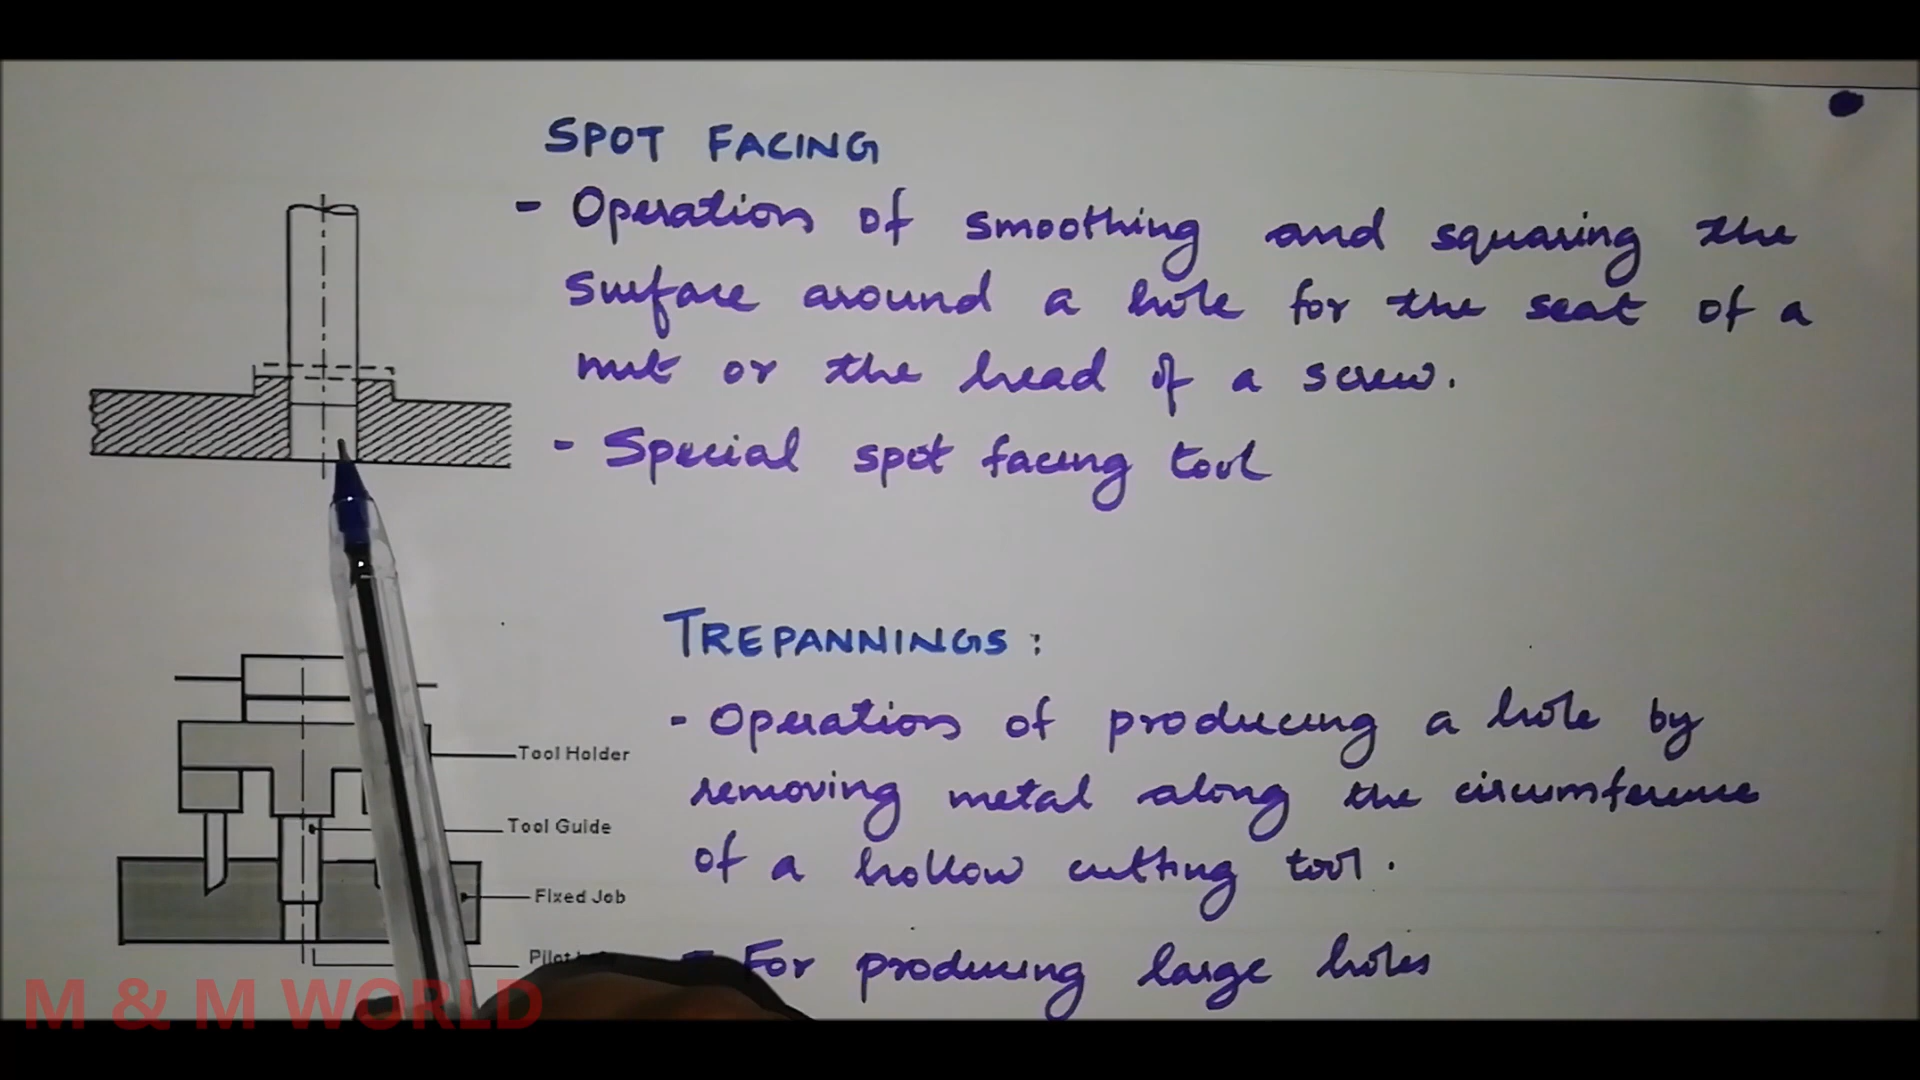 SPOT FACING
- Operation of smoothing and squaring the
surface around a hole for the seat of a
nut or the head of a screw.
- Special spot facing tool
TREPANNINGS :
- Operation of producing a hole by
removing metal along the circumference
of a hollow cutting tool.
- For producing large holes
Tool Holder
Tool Guide
Fixed Job
Pilot
M & M WORLD